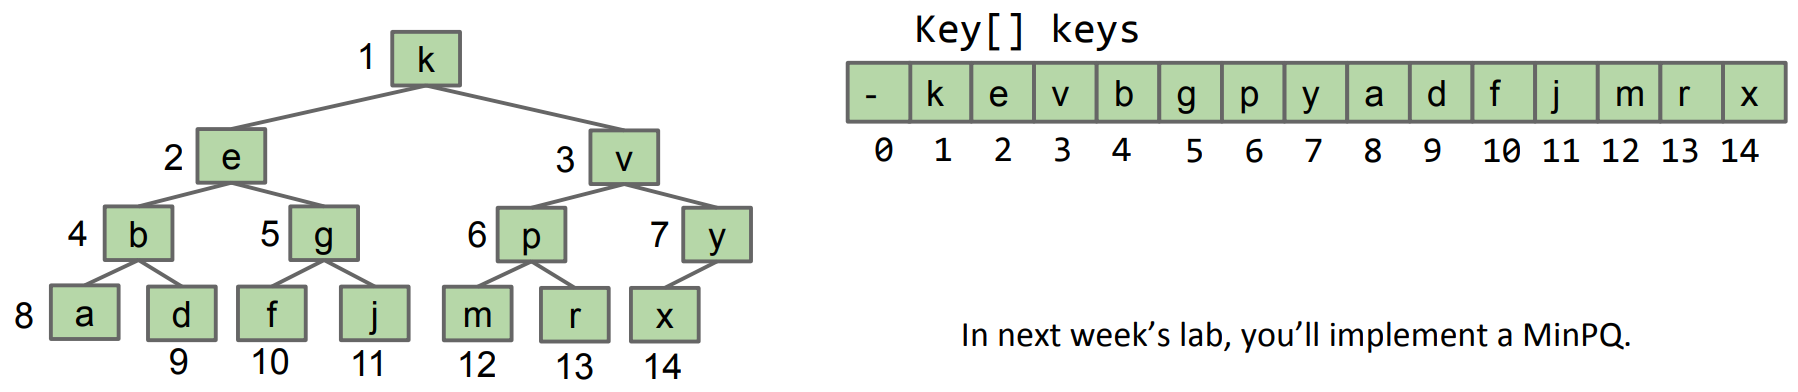 Key[] keys
- k e v b g p y a d f j m r x
0 1 2 3 4 5 6 7 8 9 10 11 12 13 14
1 k
2 e 3 v
4 b 5 g 6 p 7 y
8 a d f j m r x
9 10 11 12 13 14
In next week’s lab, you’ll implement a MinPQ.